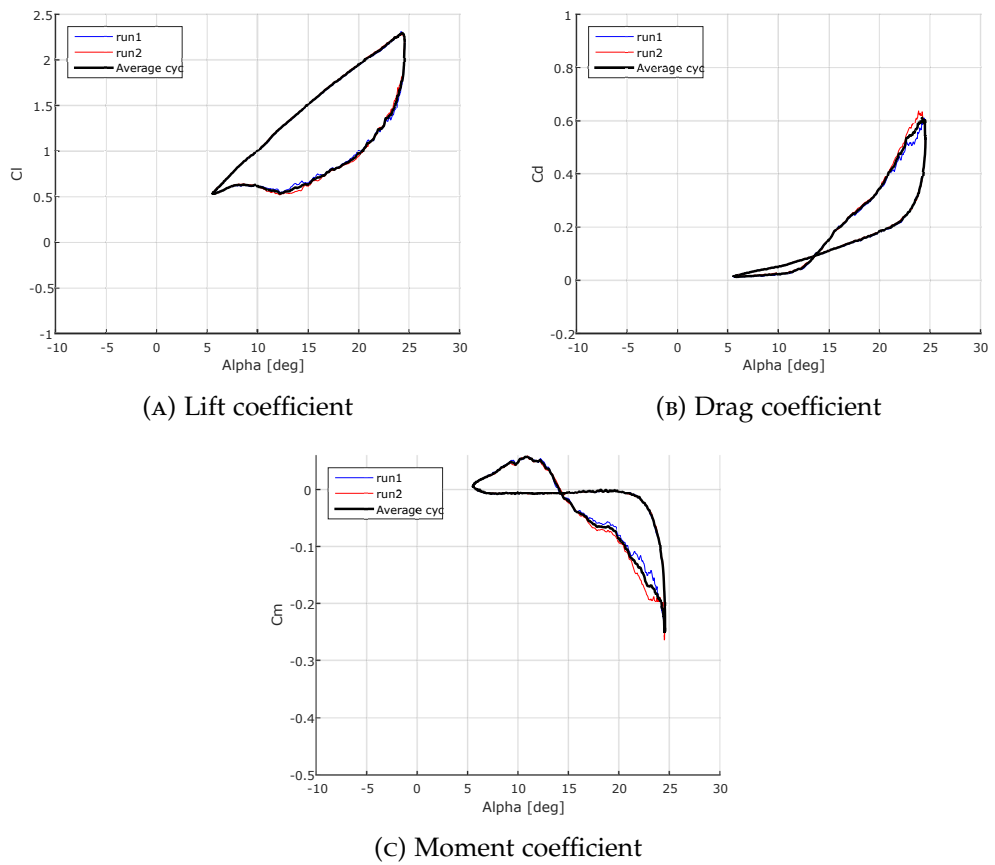 2.5
2
1.5
1
0.5
0
-0.5
-1
Cl
run1
run2
Average cyc
-10 -5 0 5 10 15 20 25 30
Alpha [deg]
(A) Lift coefficient
1
0.8
0.6
0.4
0.2
0
-0.2
Cd
run1
run2
Average cyc
-10 -5 0 5 10 15 20 25 30
Alpha [deg]
(B) Drag coefficient
0
-0.1
-0.2
-0.3
-0.4
-0.5
Cm
run1
run2
Average cyc
-10 -5 0 5 10 15 20 25 30
Alpha [deg]
(C) Moment coefficient